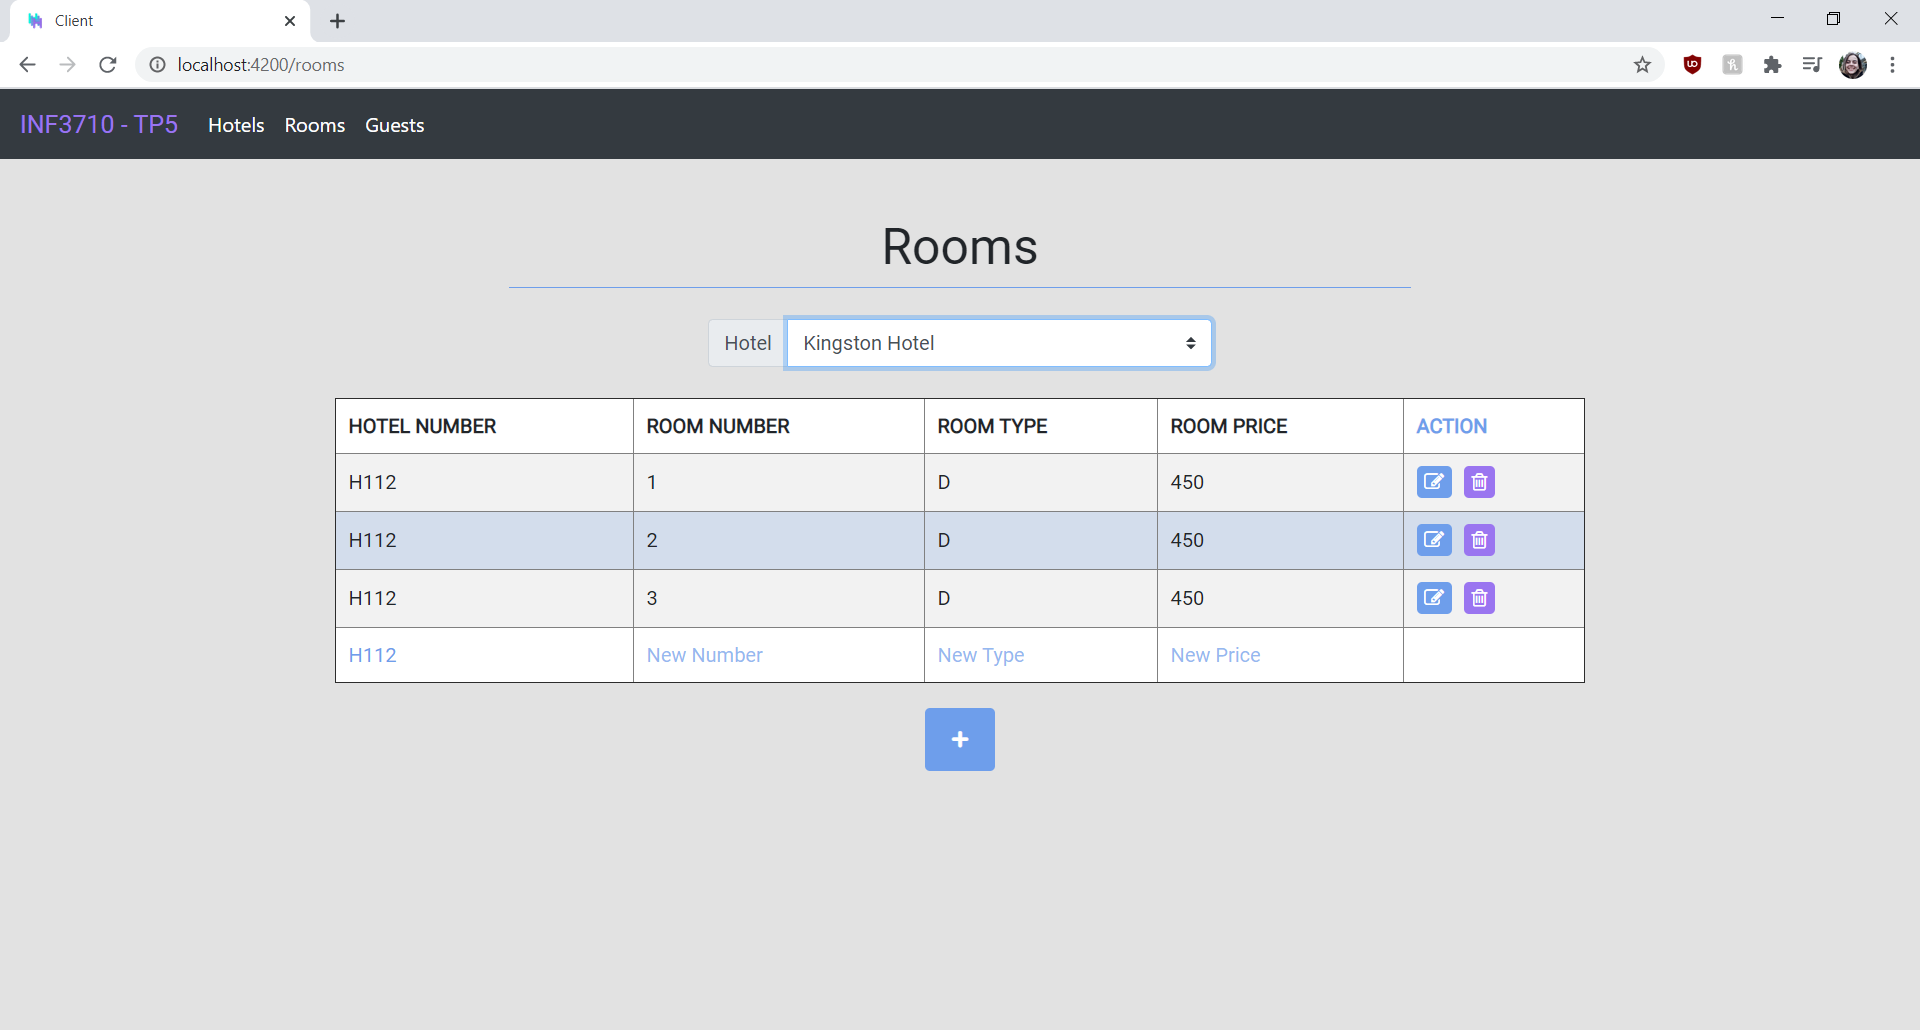 Client
localhost:4200/rooms
INF3710 - TP5 Hotels Rooms Guests
Rooms
Hotel Kingston Hotel
HOTEL NUMBER ROOM NUMBER ROOM TYPE ROOM PRICE ACTION
H112 1 D 450
H112 2 D 450
H112 3 D 450
H112 New Number New Type New Price
+